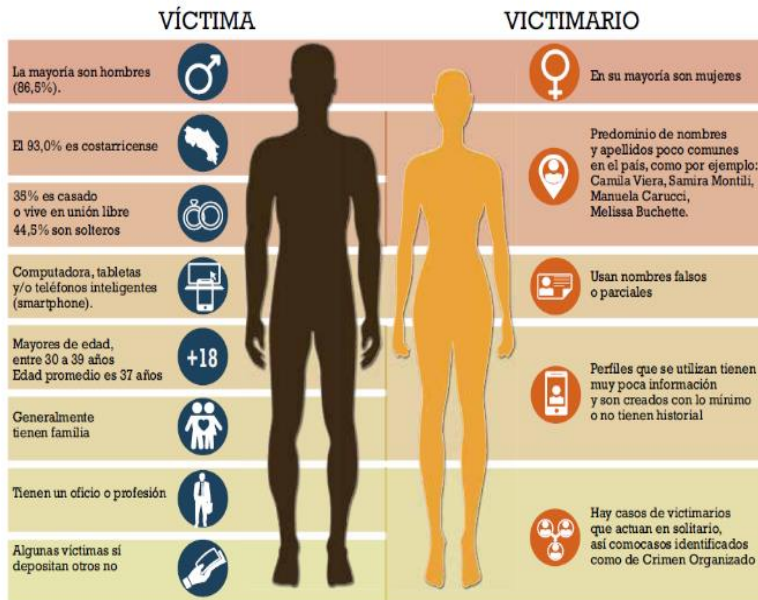 VÍCTIMA
La mayoría son hombres
(86,5%).
El 93,0% es costarricense
35% es casado
o vive en unión libre
44,5% son solteros
Computadora, tabletas
y/o teléfonos inteligentes
(smartphone).
Mayores de edad,
entre 30 a 39 años
Edad promedio es 37 años
+18
Generalmente
tienen familia
Tienen un oficio o profesión
Algunas víctimas sí
depositan otros no
VICTIMARIO
En su mayoría son mujeres
Predominio de nombres
y apellidos poco comunes
en el país, como por ejemplo:
Camila Viera, Samira Montili,
Manuela Carucci,
Melissa Buchette.
Usan nombres falsos
o parciales
Perfiles que se utilizan tienen
muy poca información
y son creados con lo mínimo
o no tienen historial
Hay casos de victimarios
que actuan en solitario,
así comocasos identificados
como de Crimen Organizado